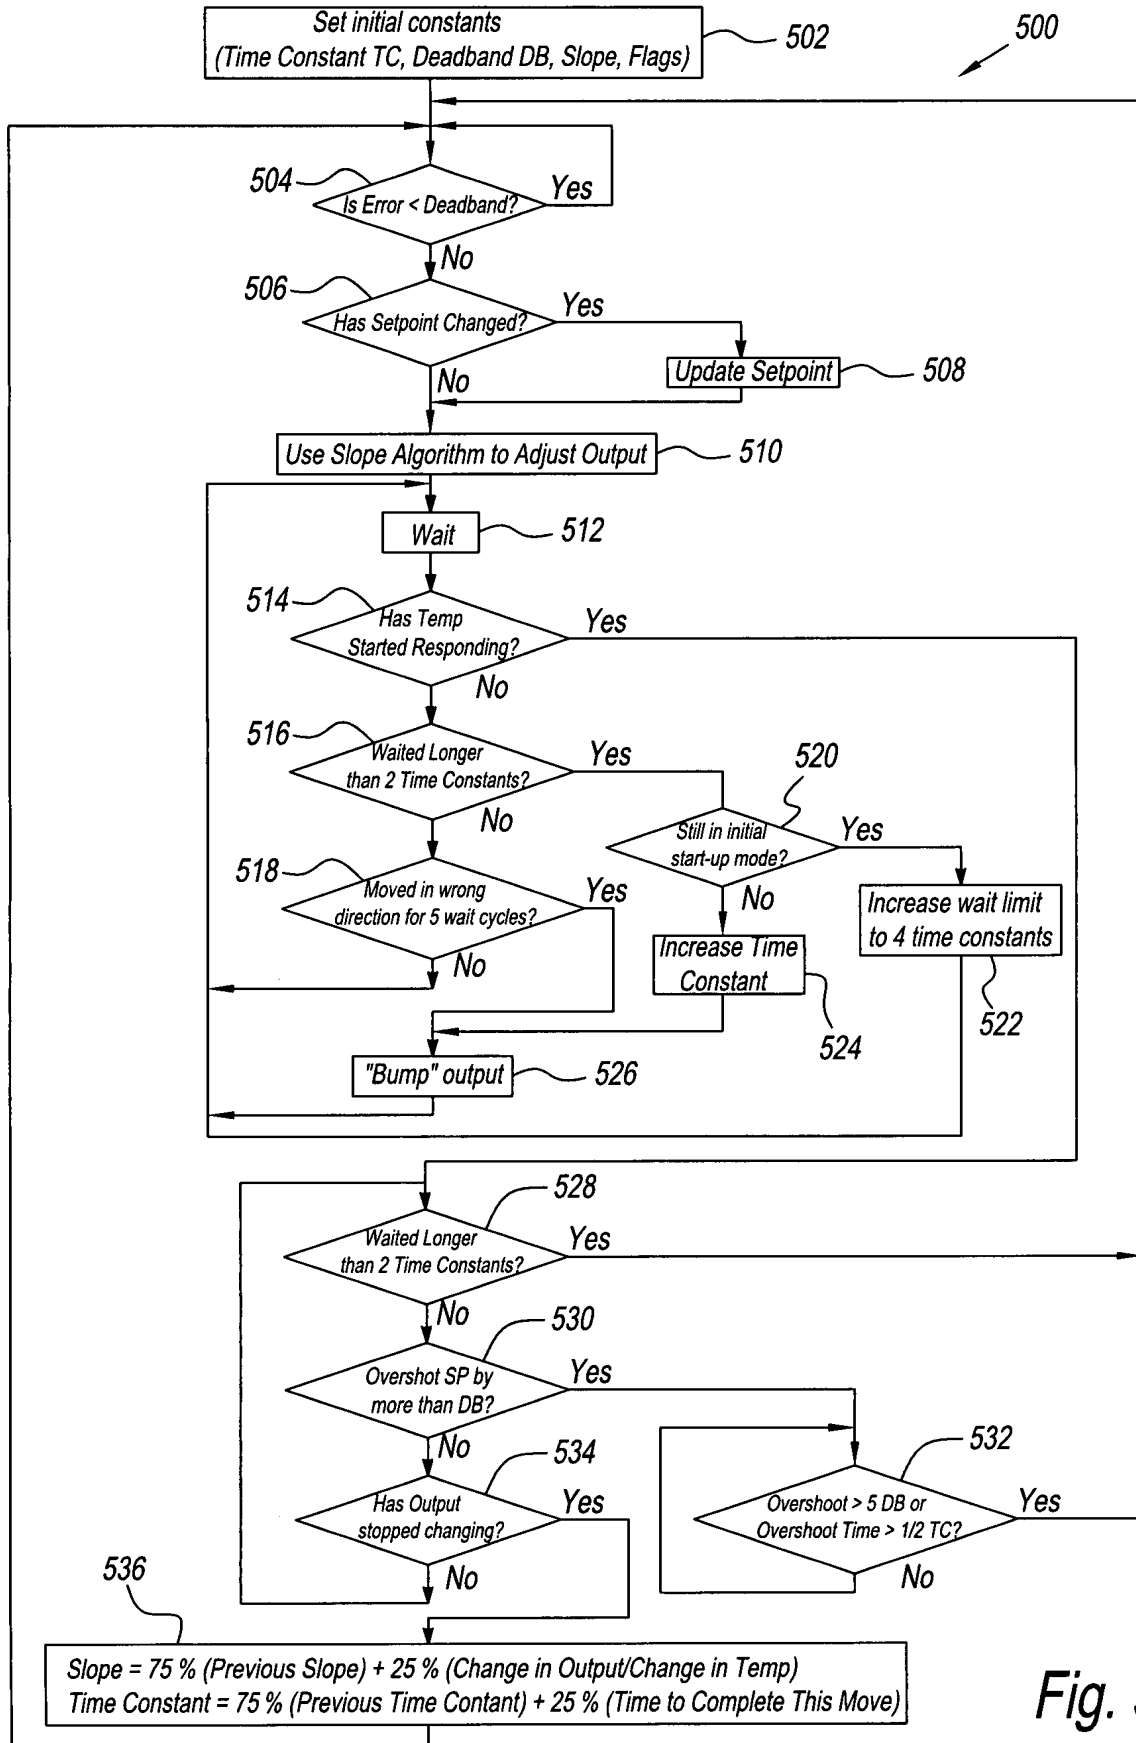 Set initial constants
(Time Constant TC, Deadband DB, Slope, Flags)
502
500
504
Is Error < Deadband?
Yes
No
506
Has Setpoint Changed?
Yes
No
Update Setpoint
508
Use Slope Algorithm to Adjust Output
510
Wait
512
514
Has Temp
Started Responding?
Yes
No
516
Waited Longer
than 2 Time Constants?
Yes
No
520
Still in initial
start-up mode?
Yes
No
518
Moved in wrong
direction for 5 wait cycles?
Yes
No
Increase Time
Constant
524
Increase wait limit
to 4 time constants
522
"Bump" output
526
528
Waited Longer
than 2 Time Constants?
Yes
No
530
Overshot SP by
more than DB?
Yes
No
532
Overshoot > 5 DB or
Overshoot Time > 1/2 TC?
Yes
No
534
Has Output
stopped changing?
Yes
No
536
Slope = 75 % (Previous Slope) + 25 % (Change in Output/Change in Temp)
Time Constant = 75 % (Previous Time Contant) + 25 % (Time to Complete This Move)
Fig.